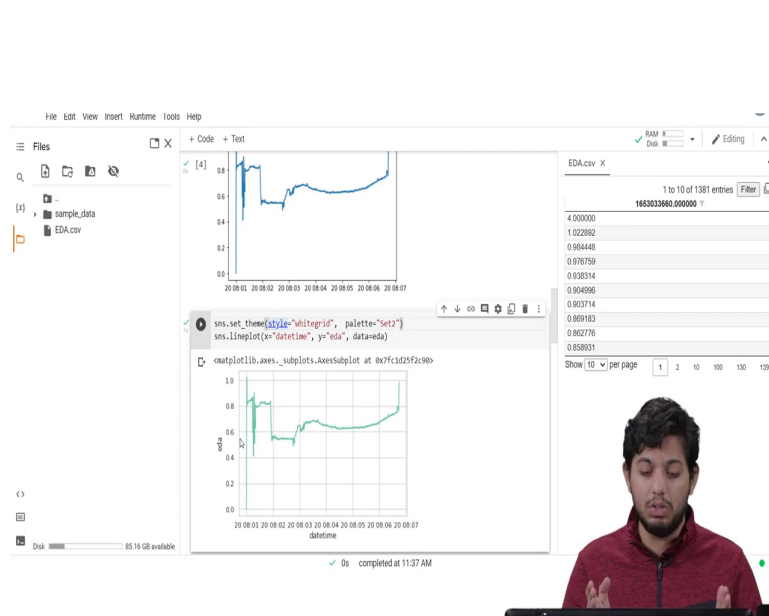 File Edit View Insert Runtime Tools Help
Files
+ Code + Text
RAM
Disk
Editing
{x}
..
sample_data
EDA.csv
[4]
0.8
0.6
0.4
0.2
0.0
20 08:01 20 08:02 20 08:03 20 08:04 20 08:05 20 08:06 20 08:07
sns.set_theme(style="whitegrid", palette="Set2")
sns.lineplot(x="datetime", y="eda", data=eda)
<matplotlib.axes._subplots.AxesSubplot at 0x7fc1d25f2c90>
1.0
0.8
0.6
0.4
0.2
0.0
eda
20 08:01 20 08:02 20 08:03 20 08:04 20 08:05 20 08:06 20 08:07
datetime
EDA.csv X
1 to 10 of 1381 entries Filter
1653033660.000000
4.000000
1.022892
0.984448
0.976759
0.938314
0.904996
0.903714
0.869183
0.862776
0.858931
Show 10 per page 1 2 10 100 130 139
<>
Disk 85.16 GB available
0s completed at 11:37 AM